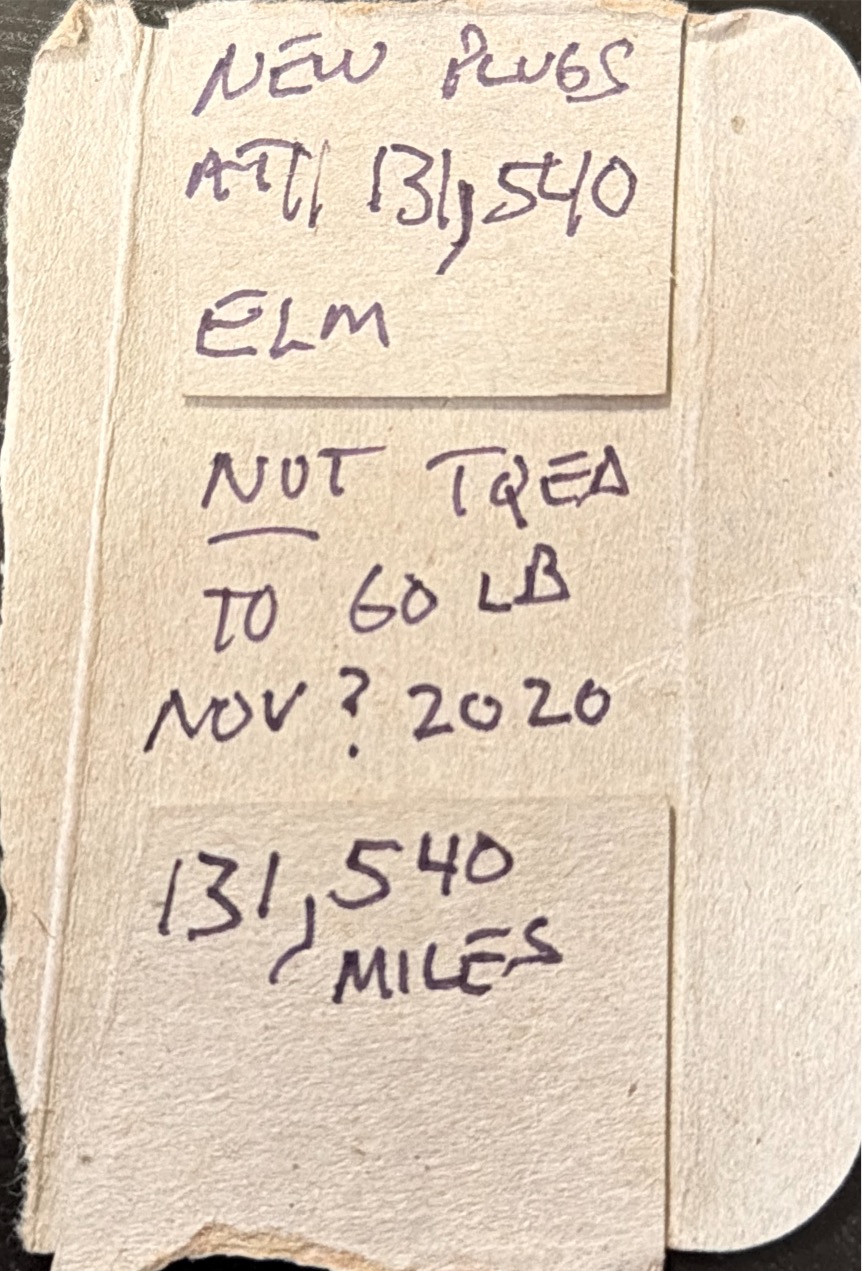 NEW PLUGS
AT 131,540
ELM
NOT TQED
TO 60 LB
NOV ? 2020
131,540
MILES